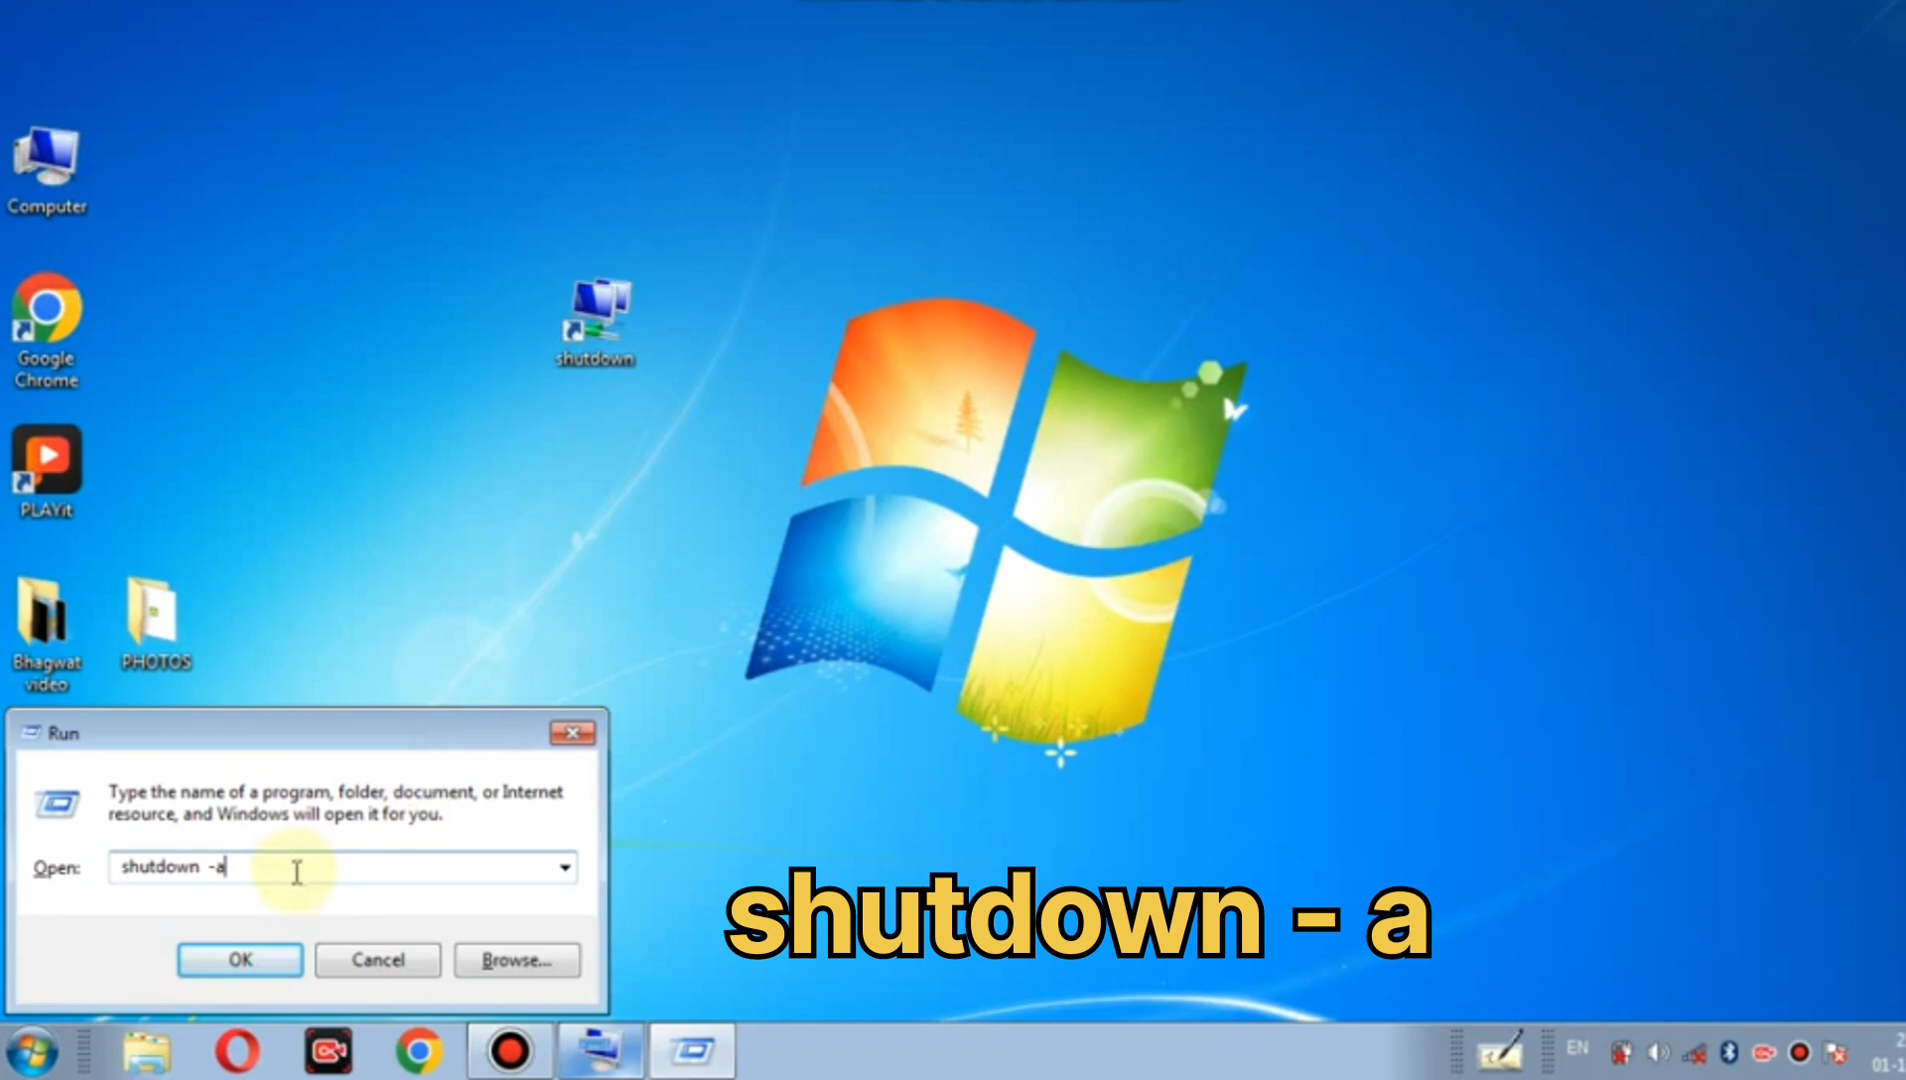 Computer
Google
Chrome
shutdown
PLAYit
Bhagwat
video
PHOTOS
Run
Type the name of a program, folder, document, or Internet
resource, and Windows will open it for you.
Open: shutdown -a
OK Cancel Browse...
shutdown - a
EN